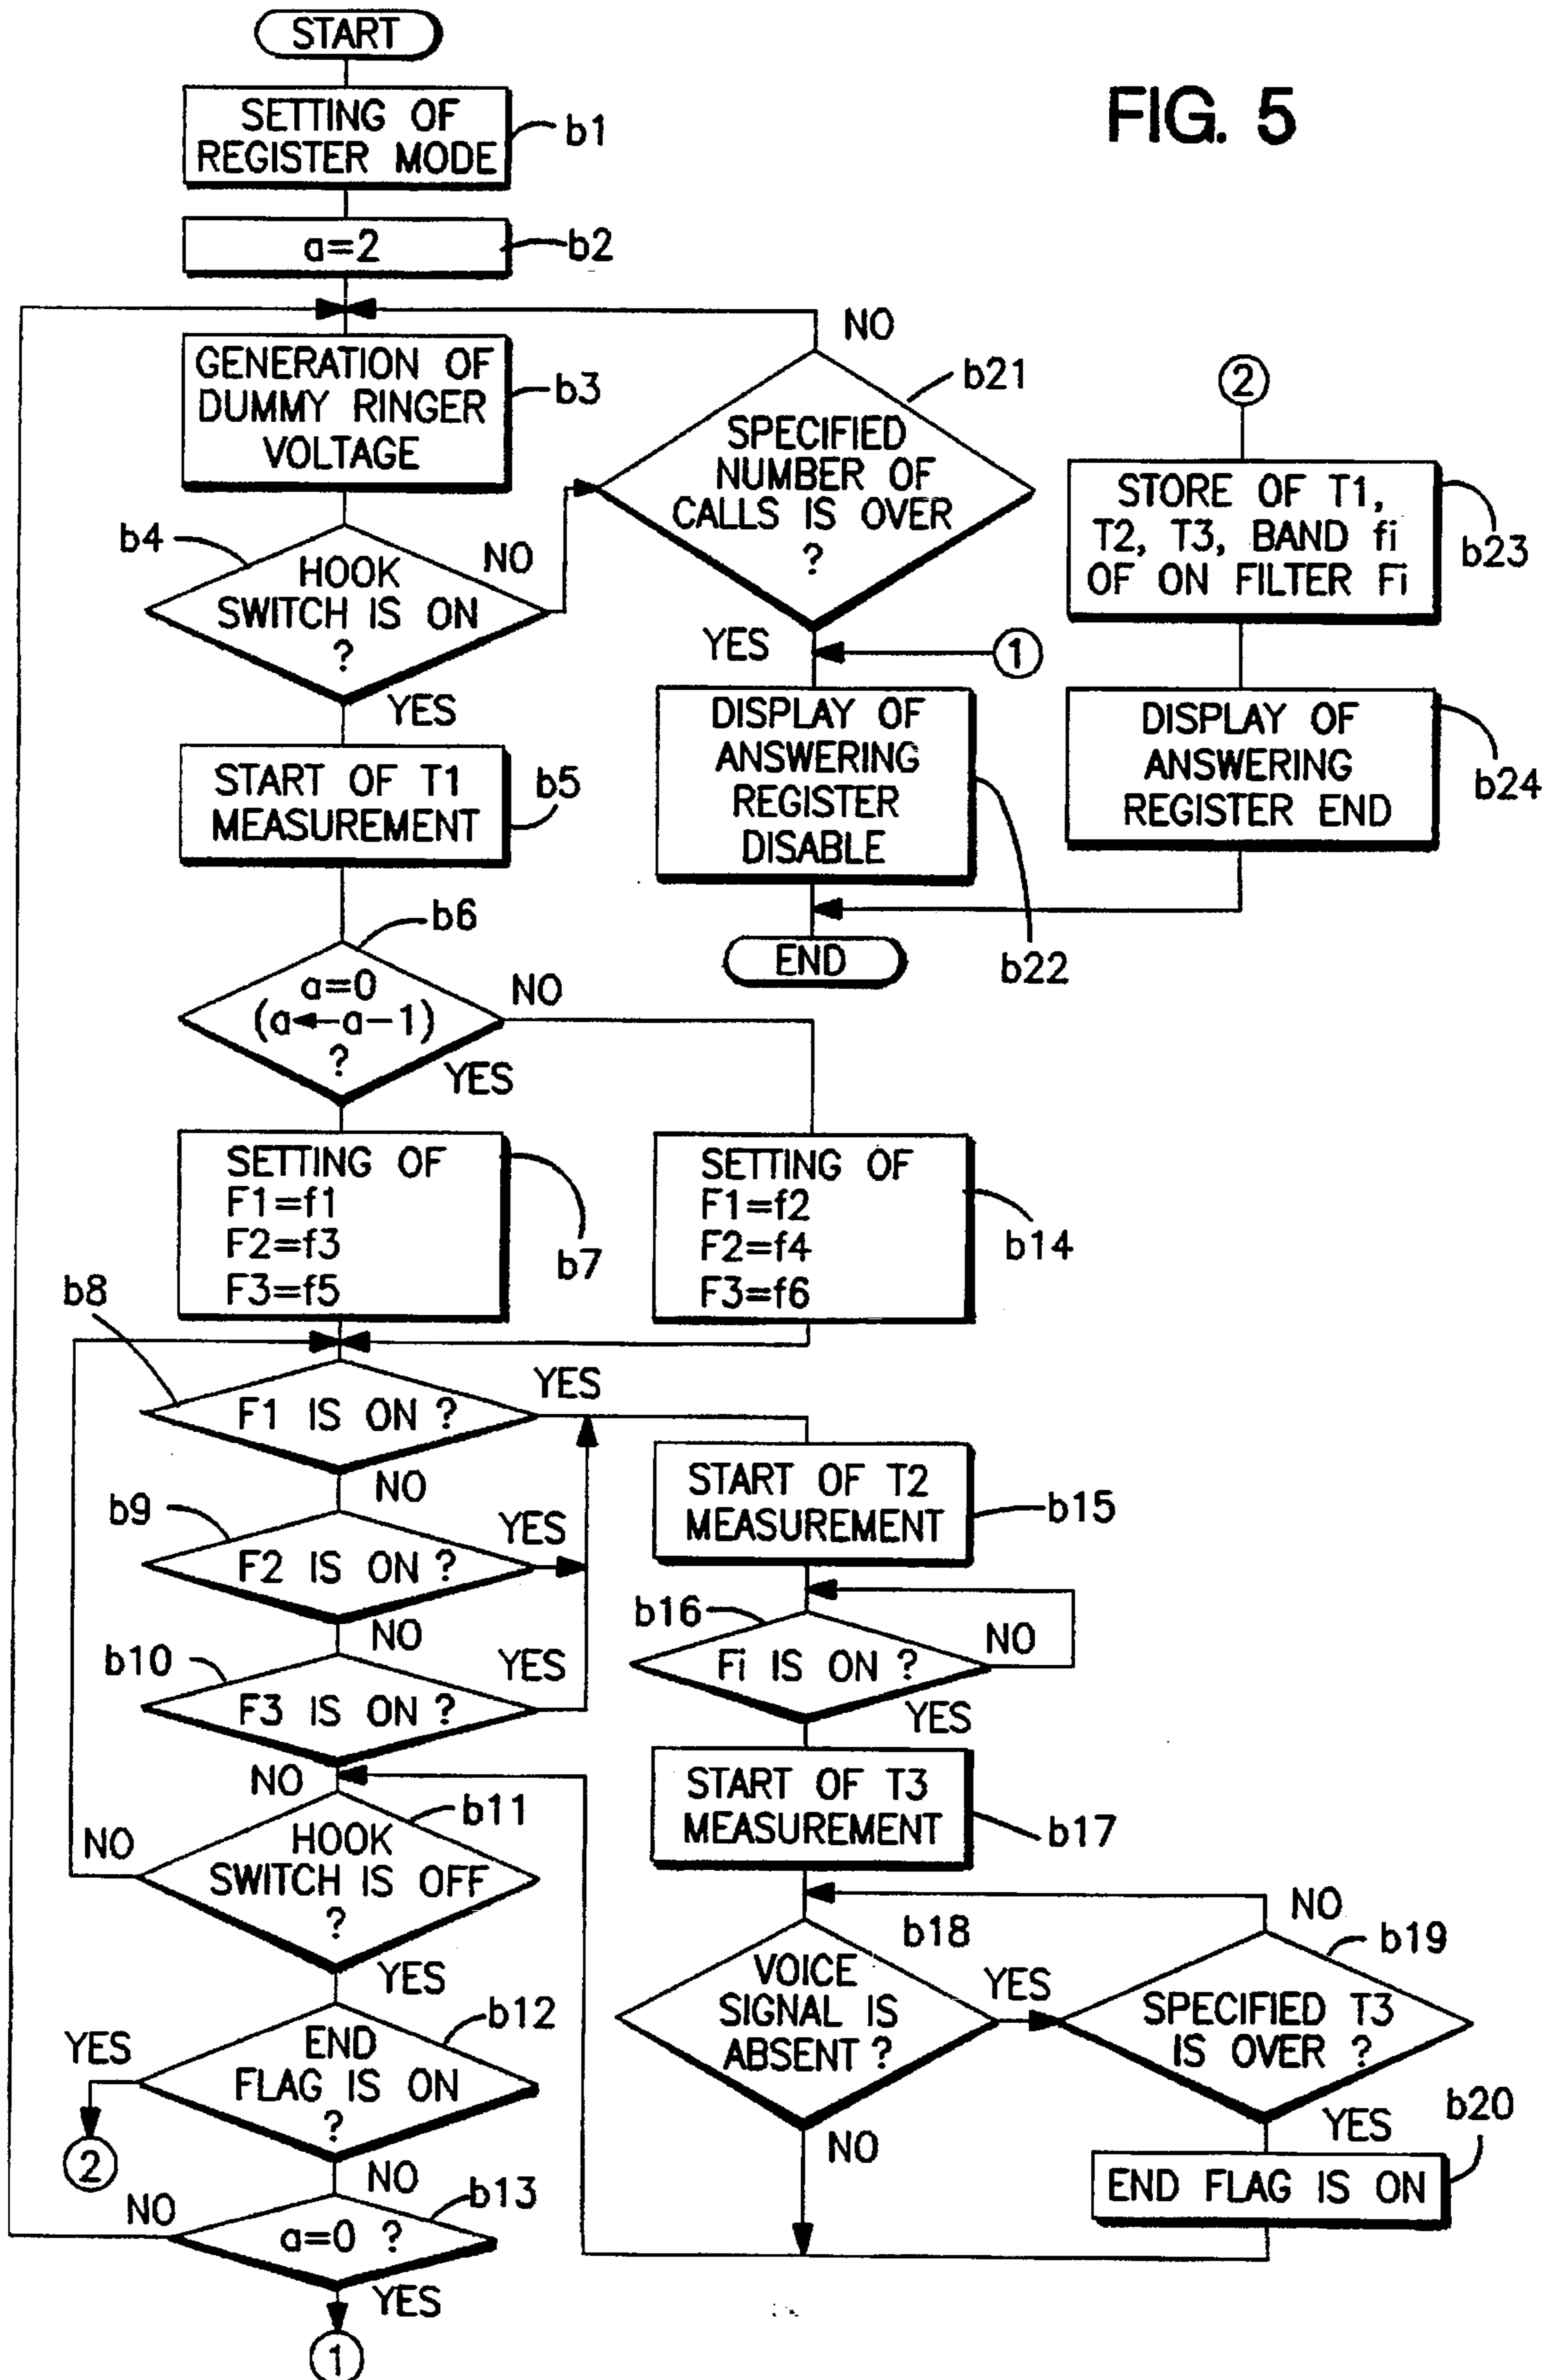 FIG. 5
START
SETTING OF
REGISTER MODE
b1
a=2
b2
GENERATION OF
DUMMY RINGER
VOLTAGE
b3
b4
HOOK
SWITCH IS ON
?
NO
YES
NO
b21
SPECIFIED
NUMBER OF
CALLS IS OVER
?
YES
1
2
STORE OF T1,
T2, T3, BAND fi
OF ON FILTER Fi
b23
START OF T1
MEASUREMENT
b5
DISPLAY OF
ANSWERING
REGISTER
DISABLE
b22
DISPLAY OF
ANSWERING
REGISTER END
b24
END
b6
a=0
(a←a-1)
?
NO
YES
SETTING OF
F1=f1
F2=f3
F3=f5
b7
SETTING OF
F1=f2
F2=f4
F3=f6
b14
b8
F1 IS ON ?
YES
NO
b9
F2 IS ON ?
YES
NO
b10
F3 IS ON ?
YES
NO
START OF T2
MEASUREMENT
b15
b16
Fi IS ON ?
NO
YES
START OF T3
MEASUREMENT
b17
b11
HOOK
SWITCH IS OFF
?
NO
YES
b18
VOICE
SIGNAL IS
ABSENT ?
YES
NO
NO
b19
SPECIFIED T3
IS OVER ?
YES
b20
END FLAG IS ON
b12
END
FLAG IS ON
?
YES
2
NO
b13
a=0 ?
NO
YES
1